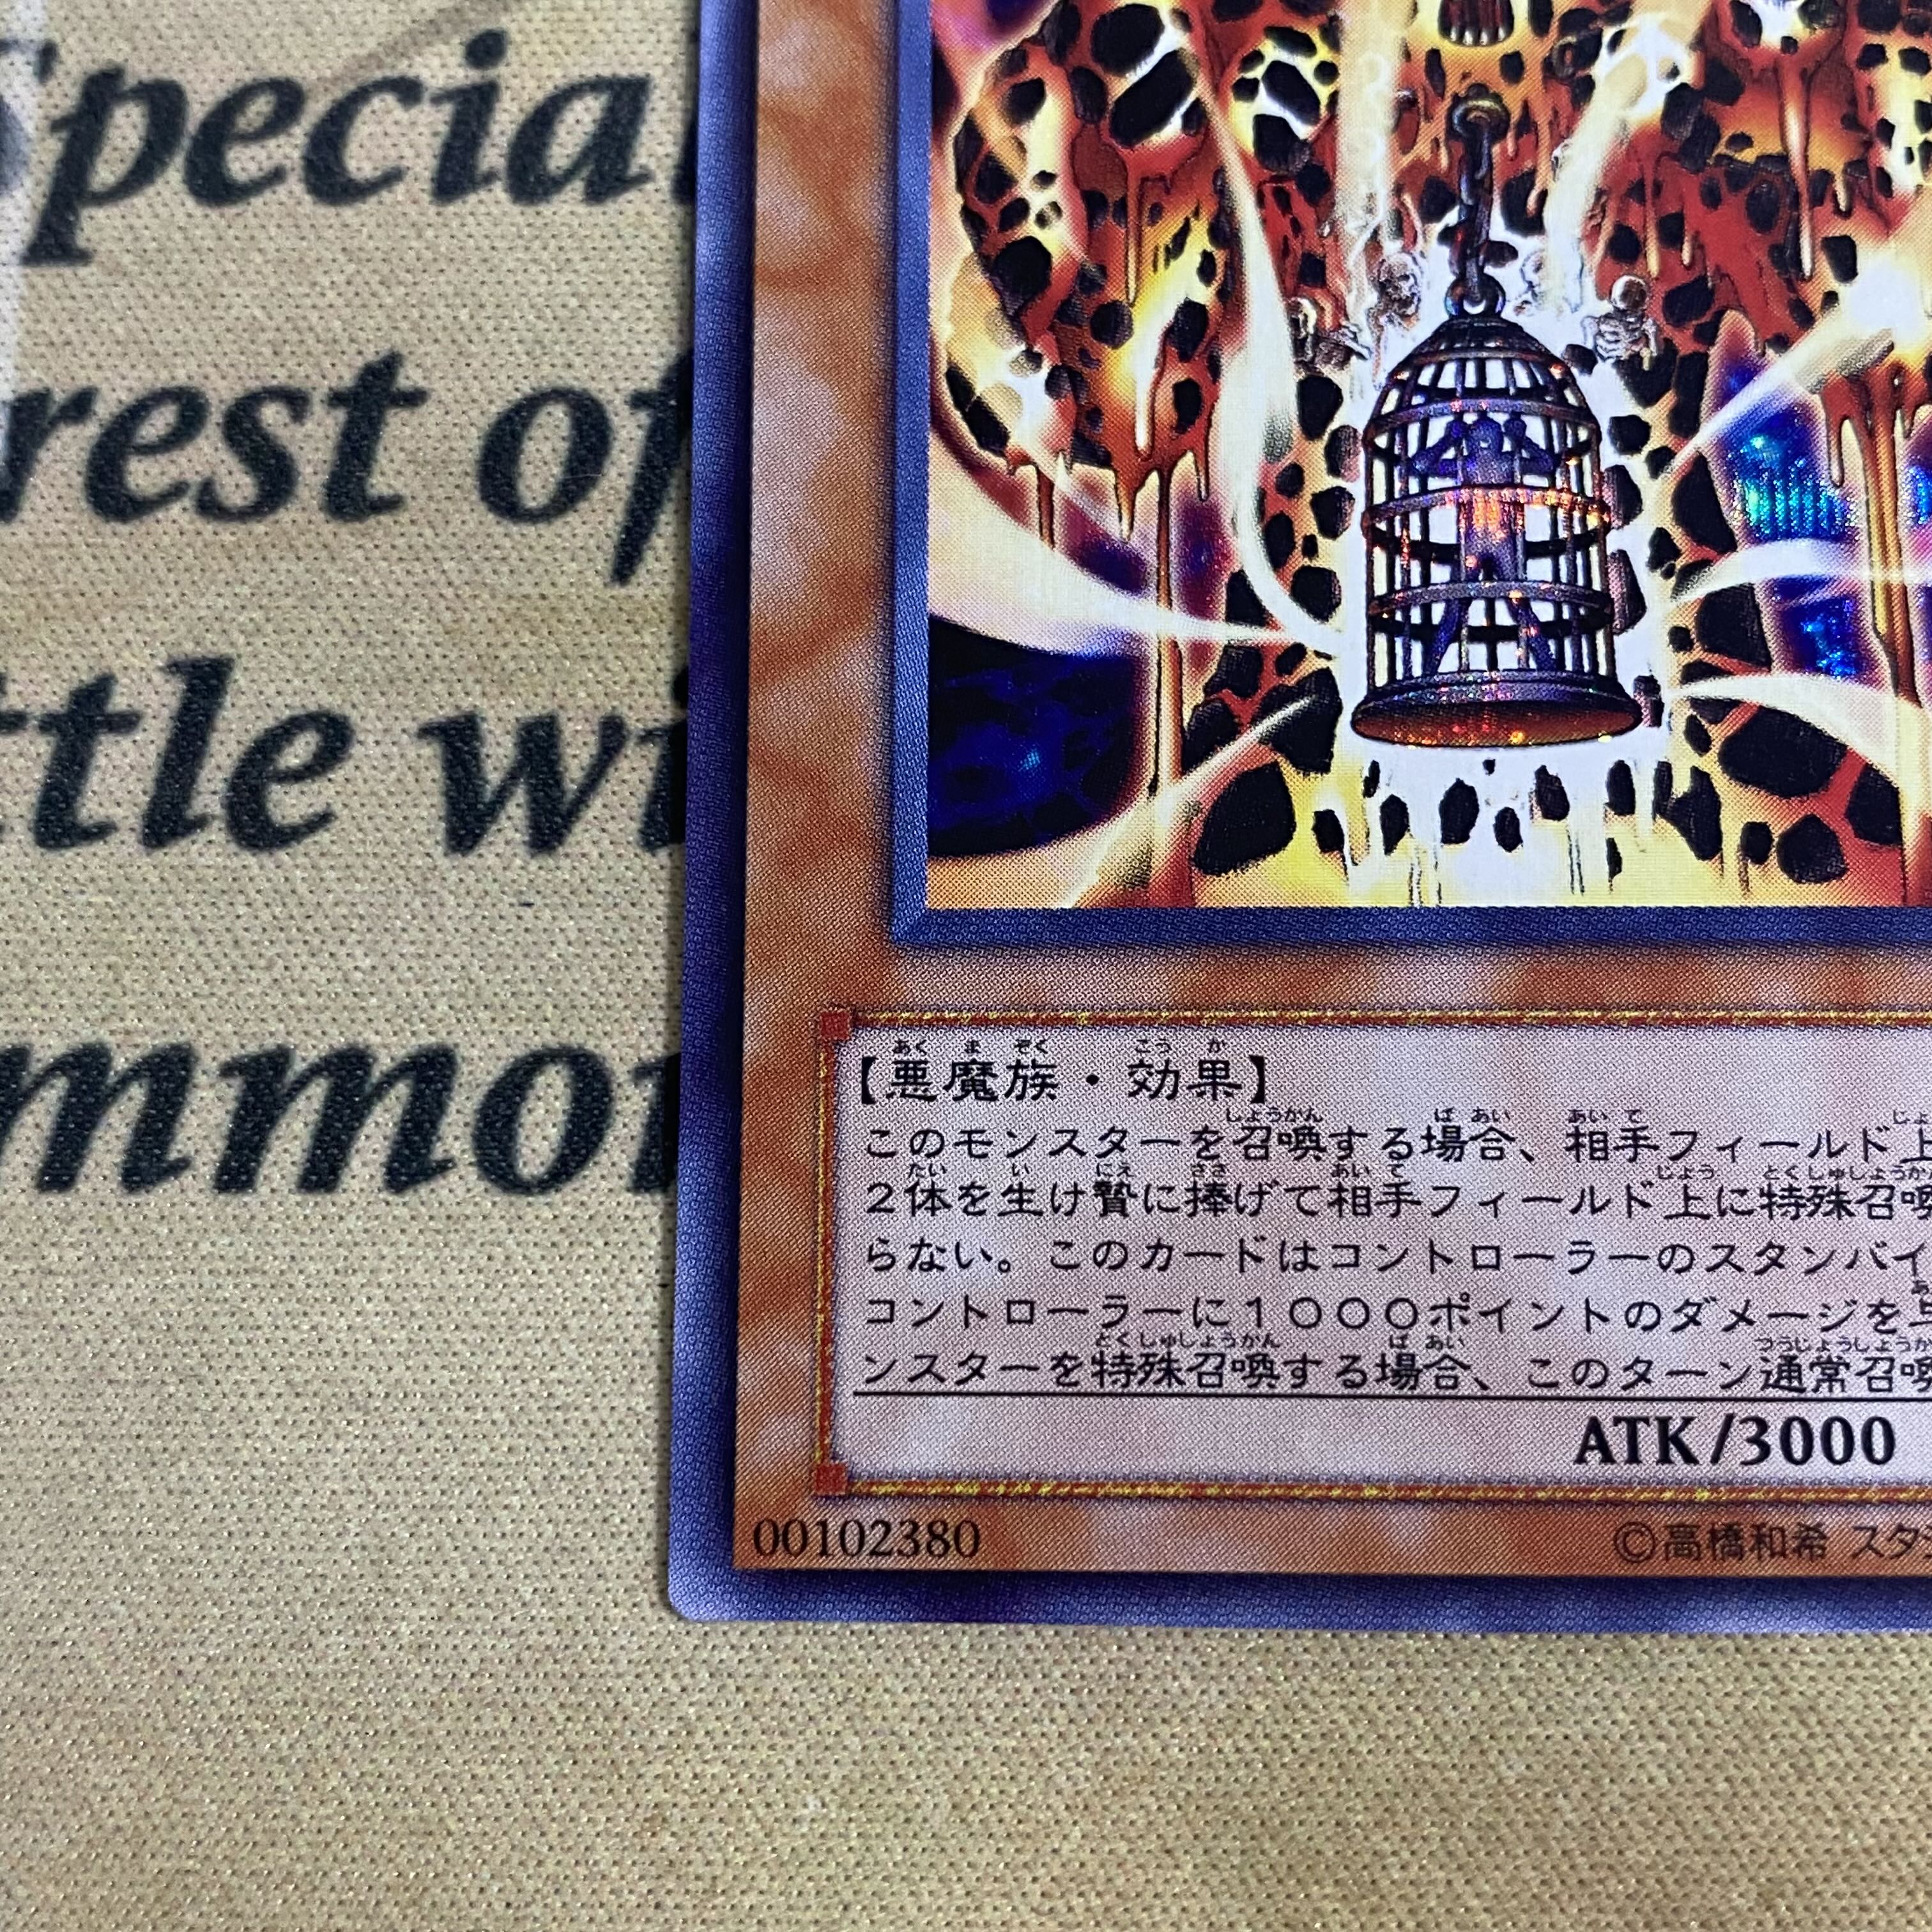 pecia
rest of
ttle wi
mmon
【悪魔族・効果】
このモンスターを召喚する場合、相手フィールド上
2体を生け贄に捧げて相手フィールド上に特殊召喚
らない。このカードはコントローラーのスタンバイ
コントローラーに1000ポイントのダメージを
ンスターを特殊召喚する場合、このターン通常召喚
ATK/3000
00102380
©高橋和希 スタ